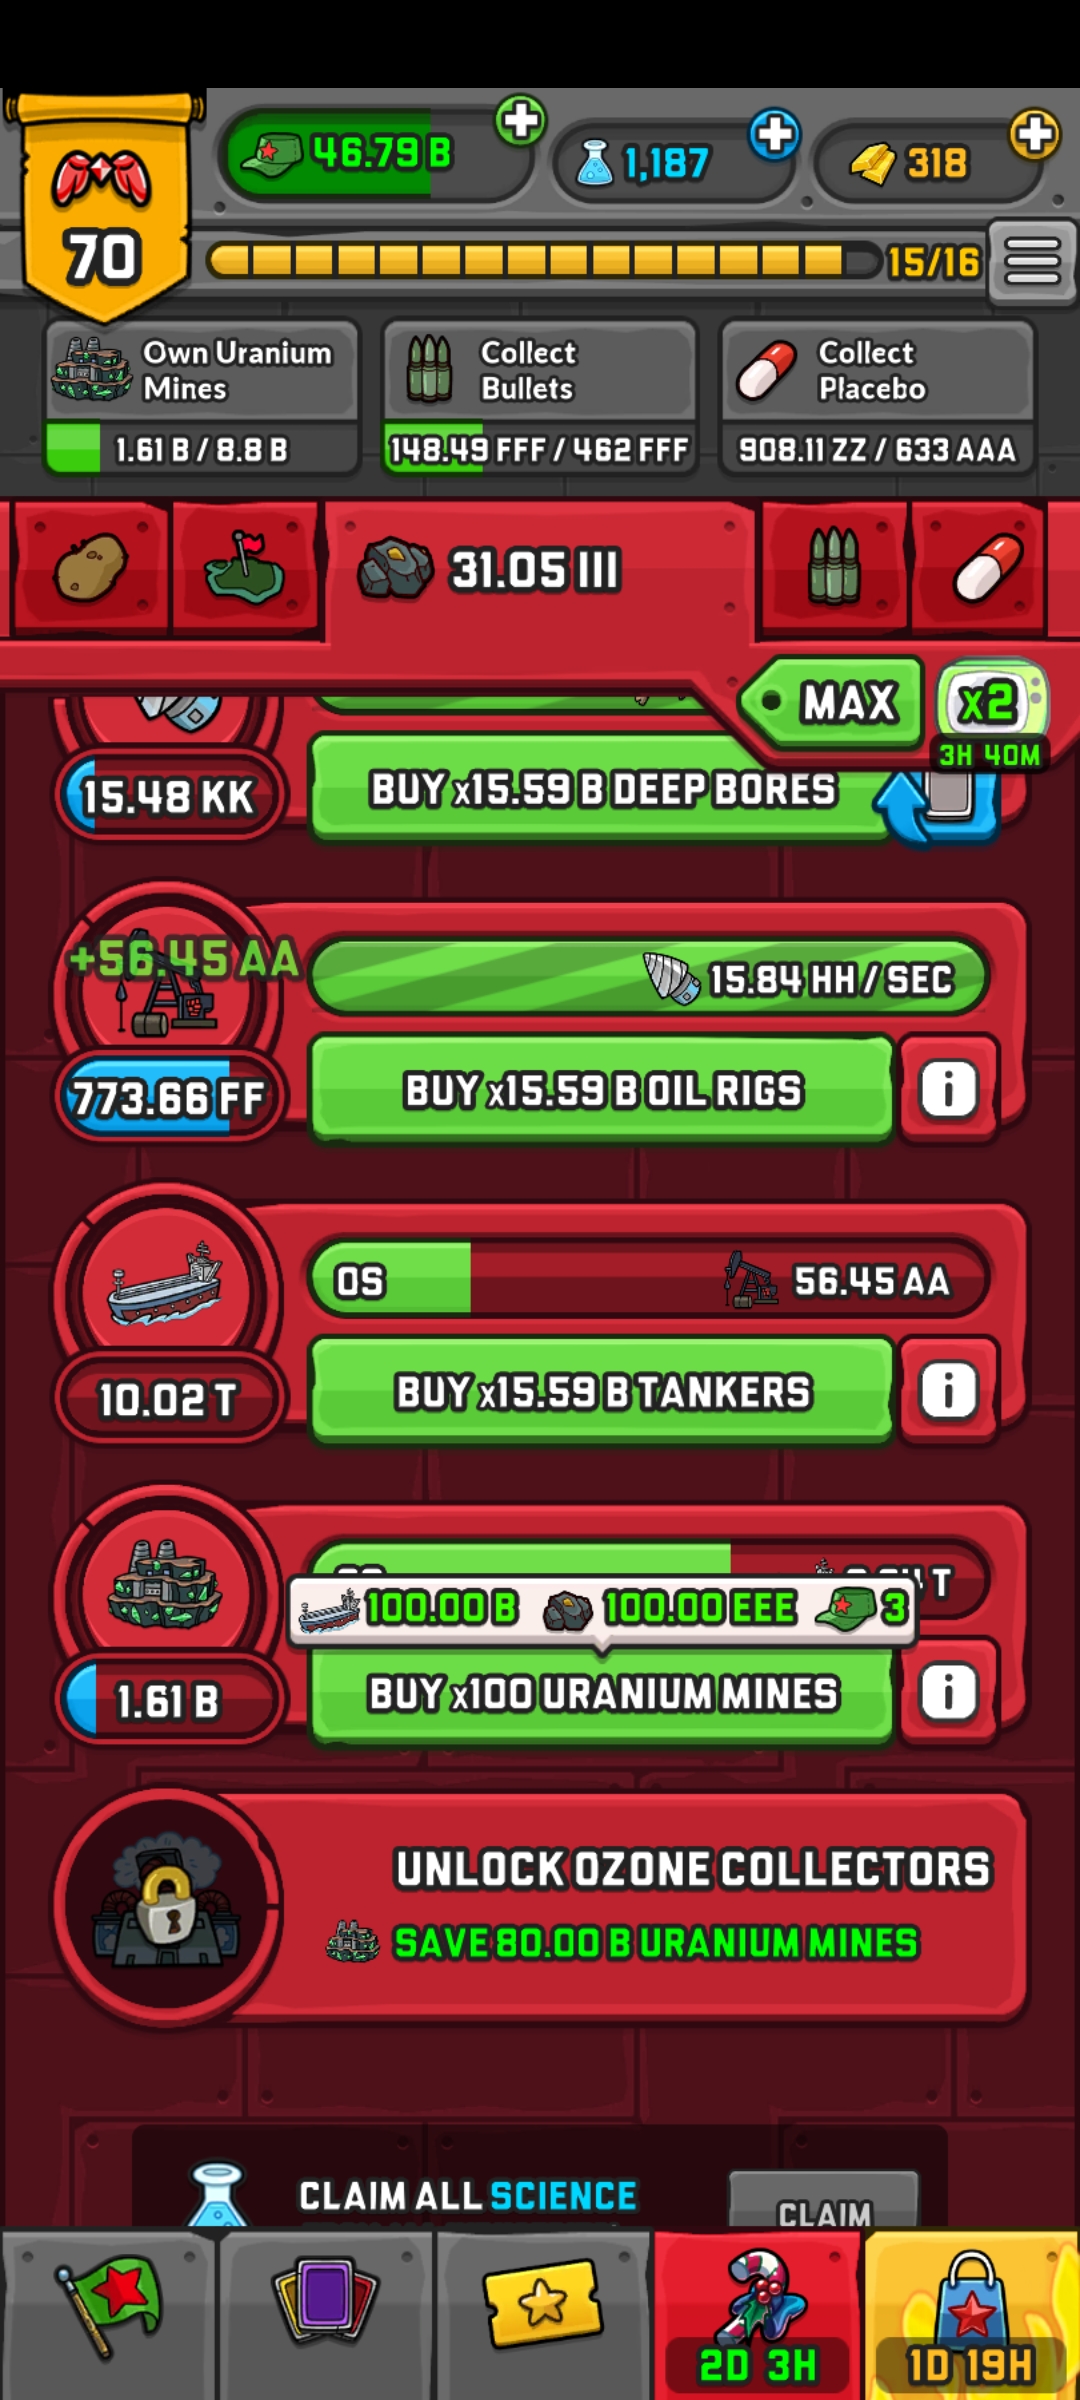 46.79 B
1,187
318
70
15/16
Own Uranium
Mines
1.61 B / 8.8 B
Collect
Bullets
148.49 FFF / 462 FFF
Collect
Placebo
908.11 ZZ / 633 AAA
31.05 III
MAX
x2
3H 40M
15.48 KK
BUY x15.59 B DEEP BORES
+56.45 AA
15.84 HH / SEC
773.66 FF
BUY x15.59 B OIL RIGS
i
0S
56.45 AA
10.02 T
BUY x15.59 B TANKERS
i
T
100.00 B
100.00 EEE
3
1.61 B
BUY x100 URANIUM MINES
i
UNLOCK OZONE COLLECTORS
SAVE 80.00 B URANIUM MINES
CLAIM ALL SCIENCE
CLAIM
2D 3H
1D 19H